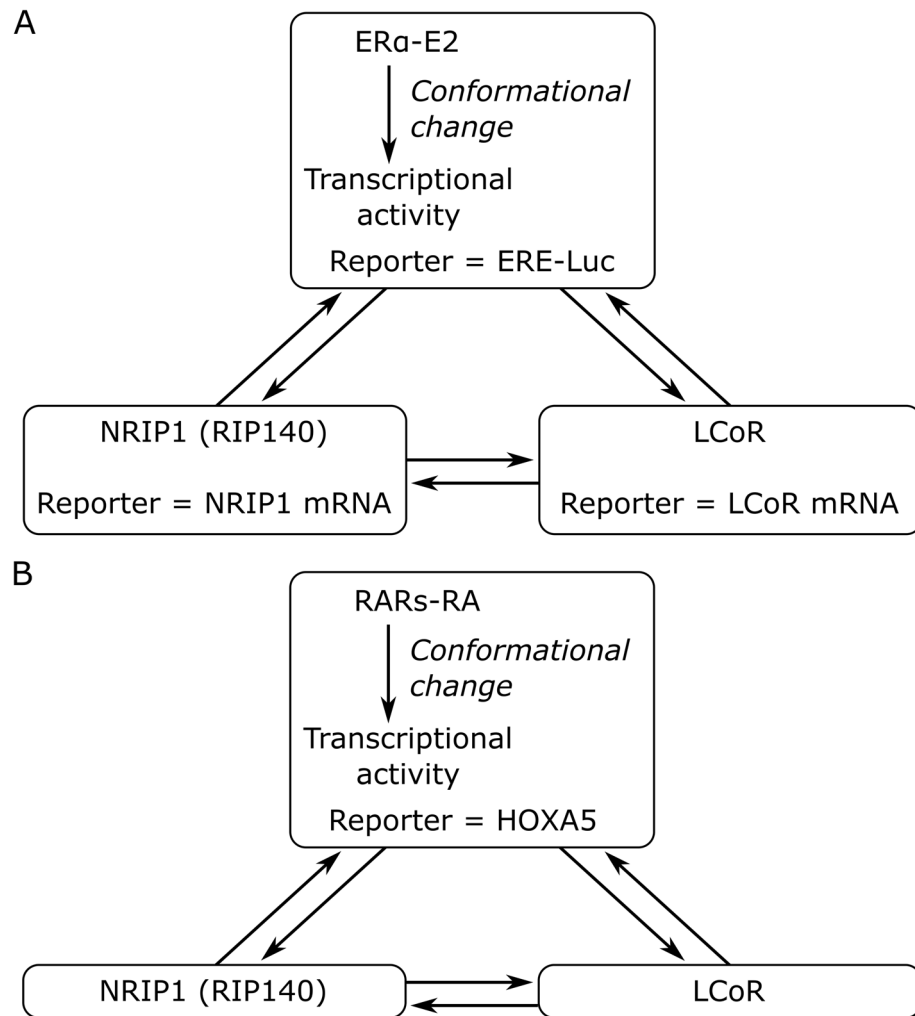 A
ERα-E2
Conformational
change
Transcriptional
activity
Reporter = ERE-Luc
NRIP1 (RIP140)
Reporter = NRIP1 mRNA
LCoR
Reporter = LCoR mRNA
B
RARs-RA
Conformational
change
Transcriptional
activity
Reporter = HOXA5
NRIP1 (RIP140)
LCoR